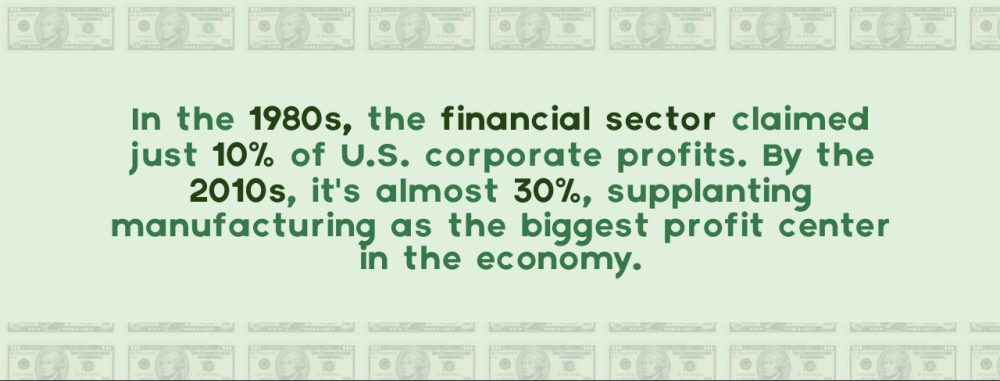 In the 1980s, the financial sector claimed
just 10% of U.S. corporate profits. By the
2010s, it's almost 30%, supplanting
manufacturing as the biggest profit center
in the economy.